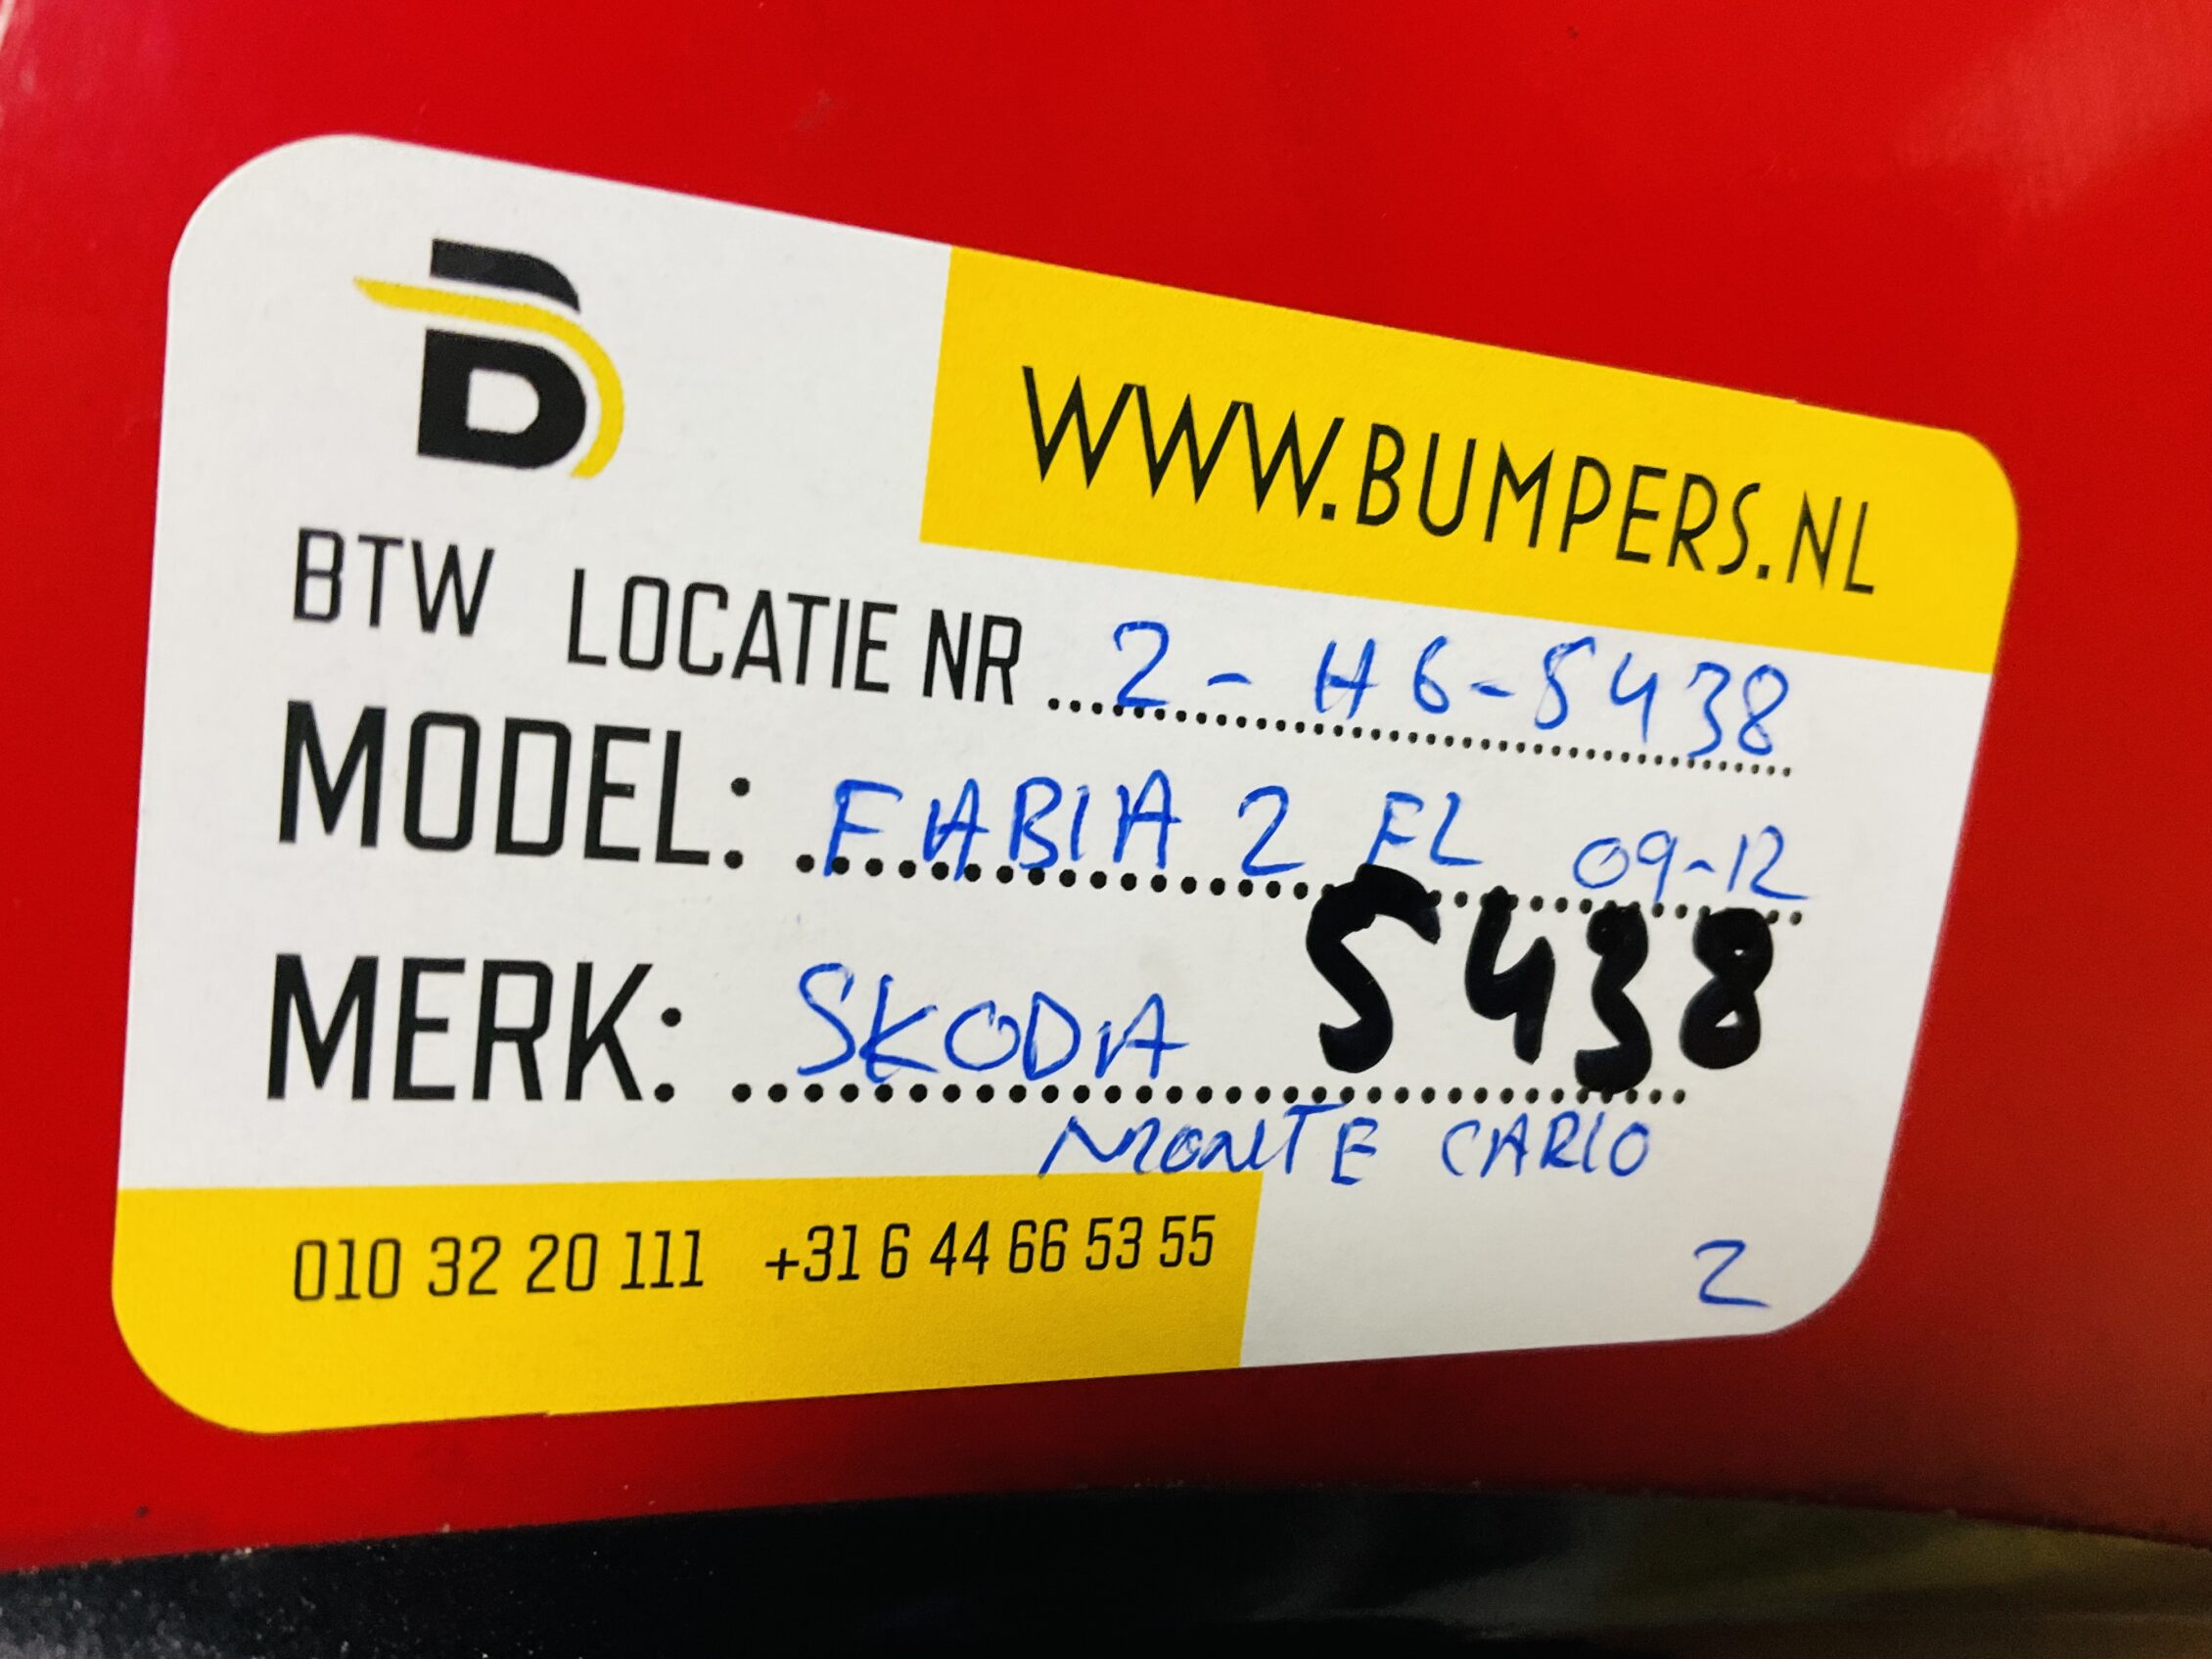 B
WWW.BUMPERS.NL
BTW LOCATIE NR 2-H6-5438
MODEL: FABIA 2 FL 09-12
MERK: SKODA 5438
MONTE CARLO
010 32 20 111 +31 6 44 66 53 55
2